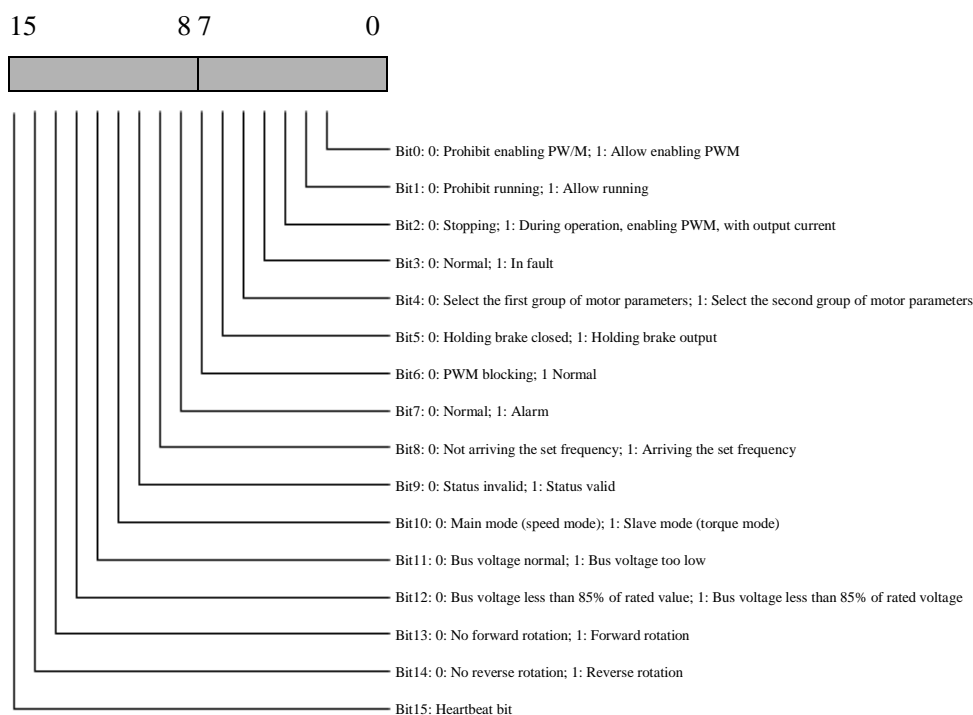 15 8 7 0
Bit0: 0: Prohibit enabling PW/M; 1: Allow enabling PWM
Bit1: 0: Prohibit running; 1: Allow running
Bit2: 0: Stopping; 1: During operation, enabling PWM, with output current
Bit3: 0: Normal; 1: In fault
Bit4: 0: Select the first group of motor parameters; 1: Select the second group of motor parameters
Bit5: 0: Holding brake closed; 1: Holding brake output
Bit6: 0: PWM blocking; 1 Normal
Bit7: 0: Normal; 1: Alarm
Bit8: 0: Not arriving the set frequency; 1: Arriving the set frequency
Bit9: 0: Status invalid; 1: Status valid
Bit10: 0: Main mode (speed mode); 1: Slave mode (torque mode)
Bit11: 0: Bus voltage normal; 1: Bus voltage too low
Bit12: 0: Bus voltage less than 85% of rated value; 1: Bus voltage less than 85% of rated voltage
Bit13: 0: No forward rotation; 1: Forward rotation
Bit14: 0: No reverse rotation; 1: Reverse rotation
Bit15: Heartbeat bit